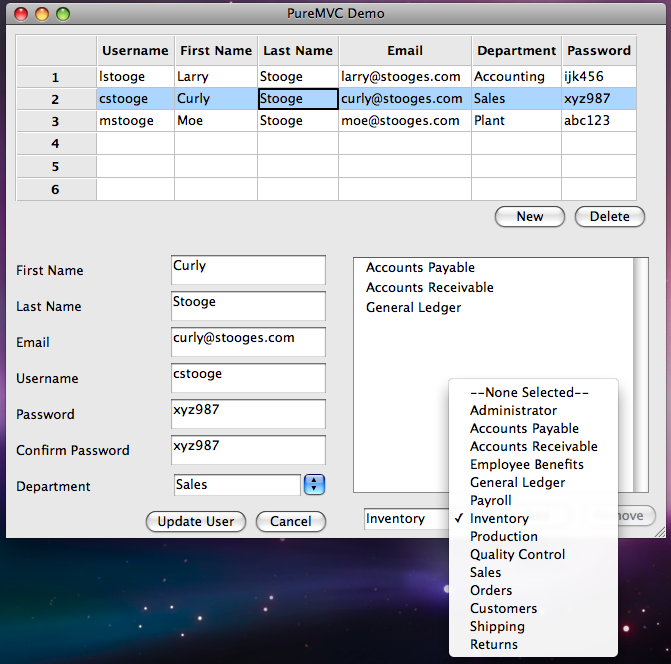 PureMVC Demo
Username First Name Last Name Email Department Password
1 lstooge Larry Stooge larry@stooges.com Accounting ijk456
2 cstooge Curly Stooge curly@stooges.com Sales xyz987
3 mstooge Moe Stooge moe@stooges.com Plant abc123
4
5
6
New Delete
First Name Curly
Last Name Stooge
Email curly@stooges.com
Username cstooge
Password xyz987
Confirm Password xyz987
Department Sales
Update User Cancel
Accounts Payable
Accounts Receivable
General Ledger
Inventory
--None Selected--
Administrator
Accounts Payable
Accounts Receivable
Employee Benefits
General Ledger
Payroll
✓ Inventory
Production
Quality Control
Sales
Orders
Customers
Shipping
Returns